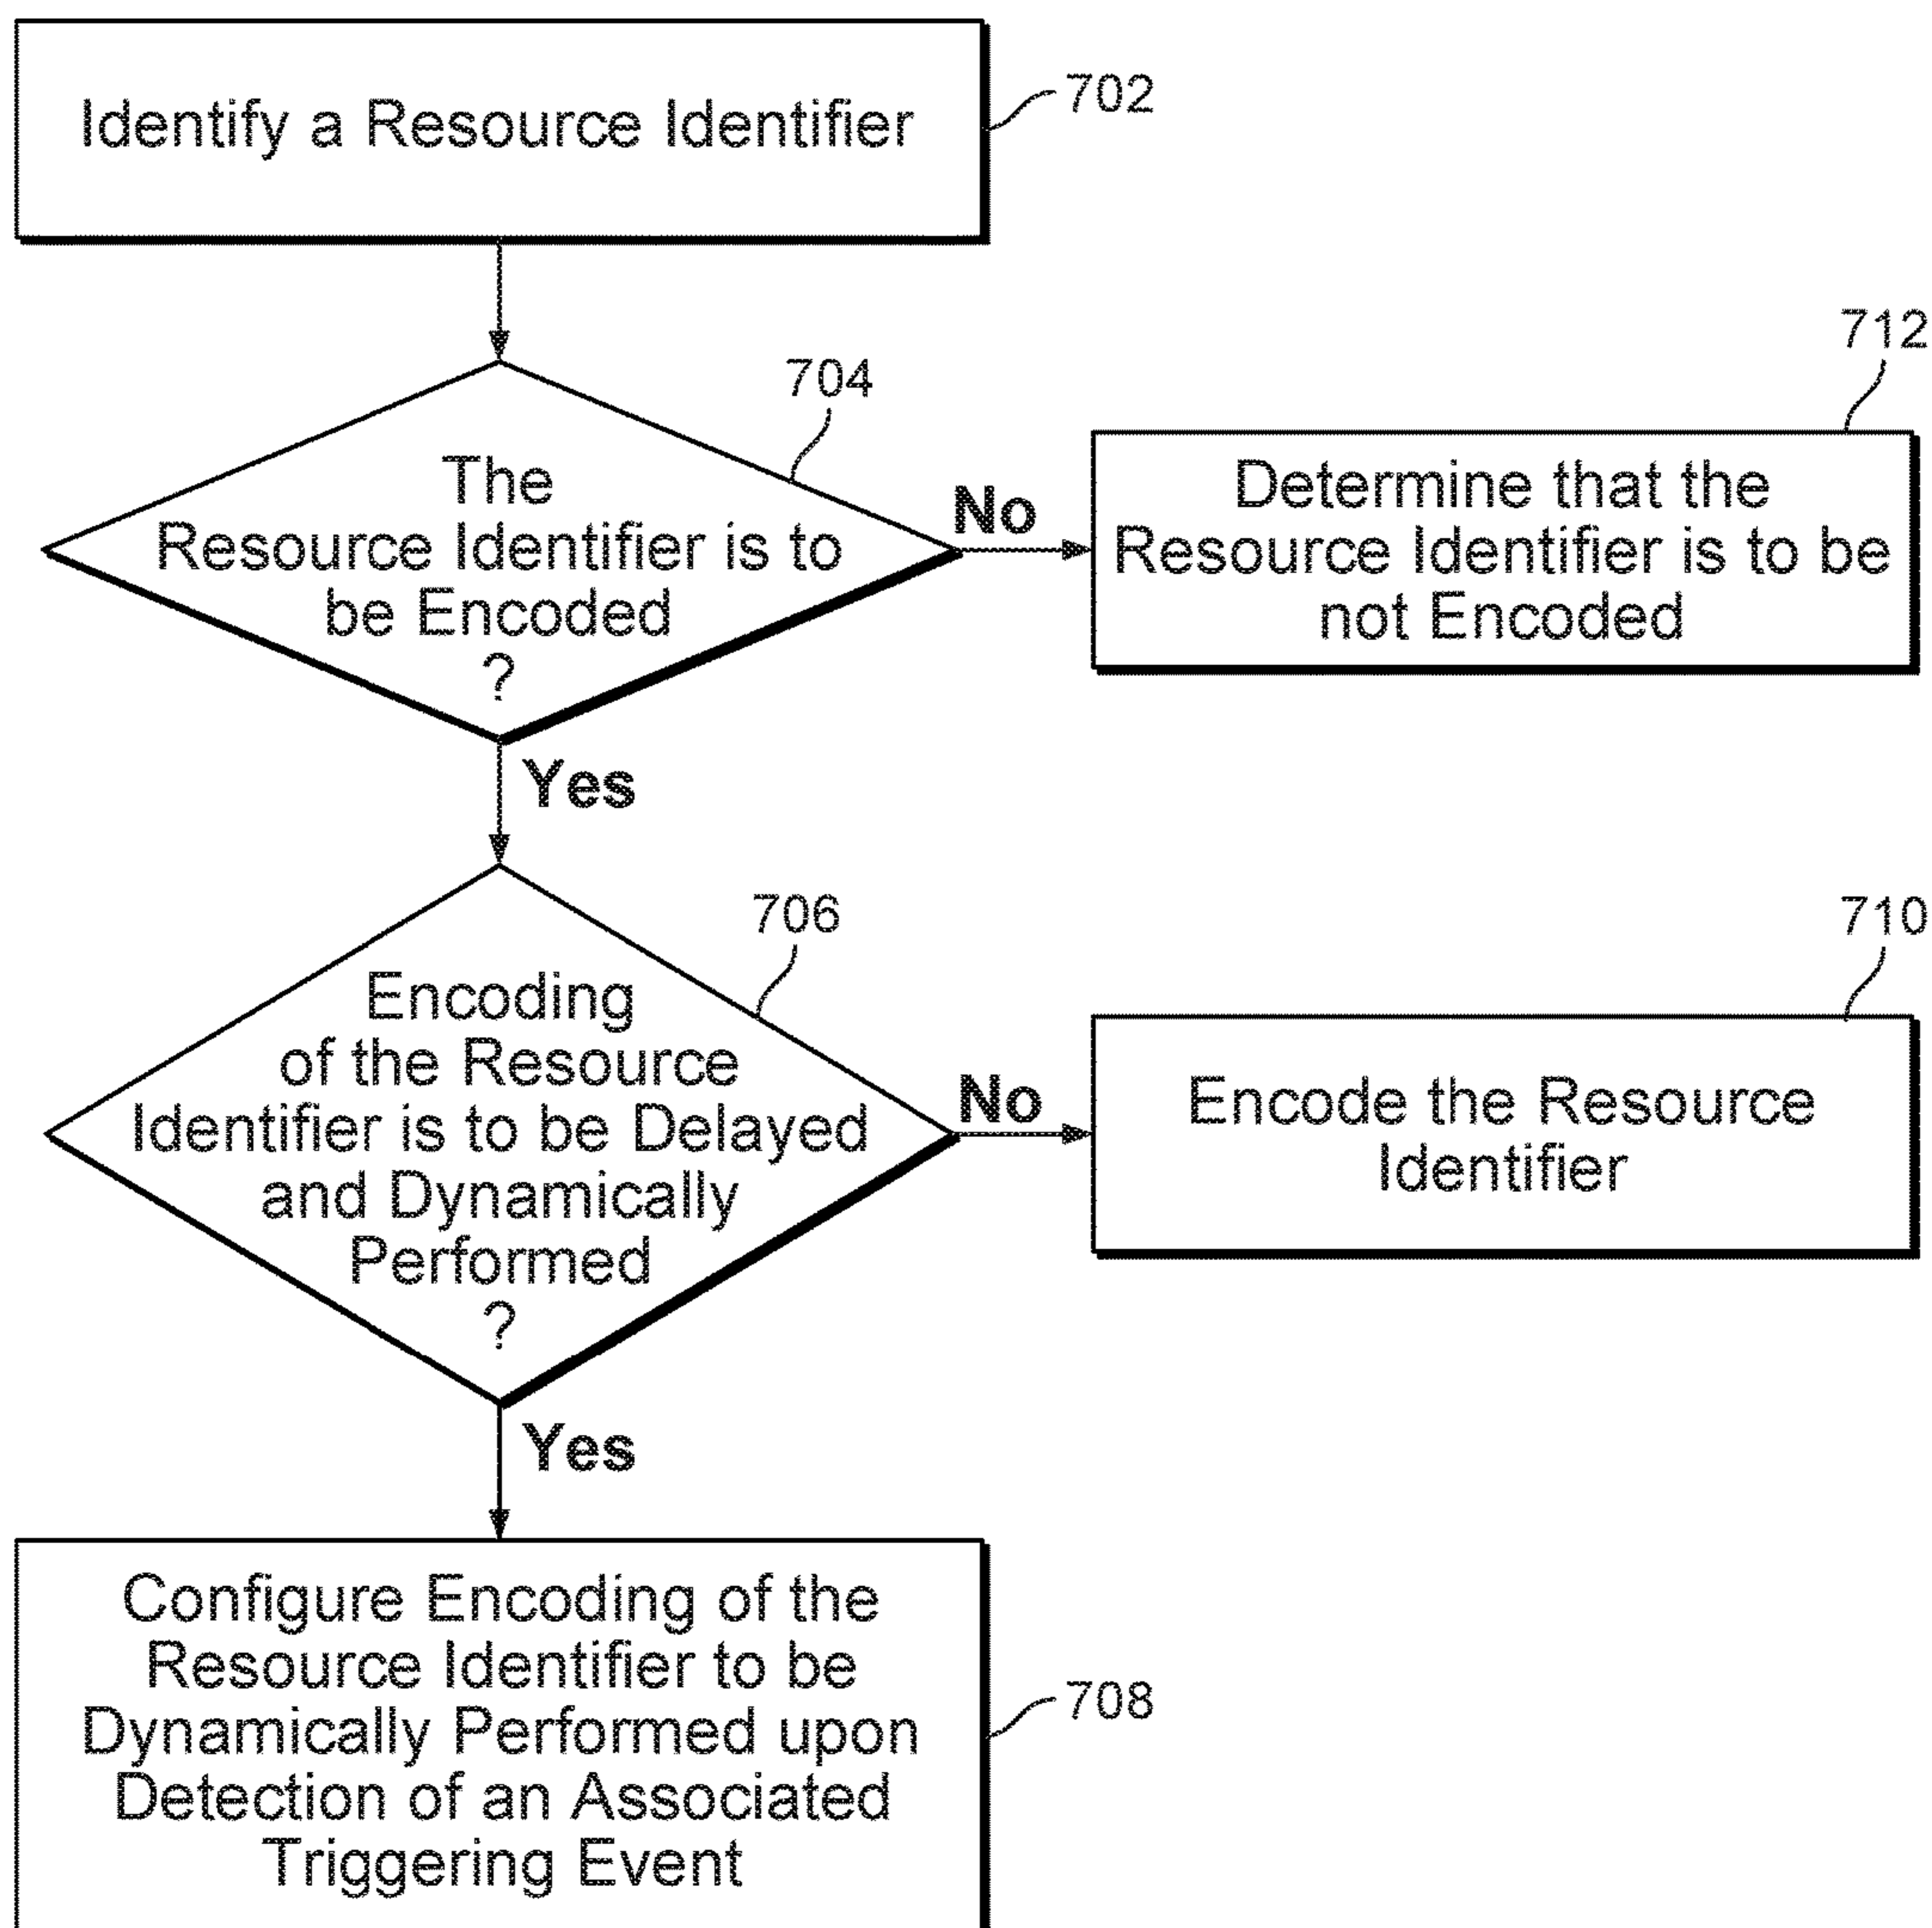 Identify a Resource Identifier
702
704
The
Resource Identifier is to
be Encoded
?
No
712
Determine that the
Resource Identifier is to be
not Encoded
Yes
706
Encoding
of the Resource
Identifier is to be Delayed
and Dynamically
Performed
?
No
710
Encode the Resource
Identifier
Yes
Configure Encoding of the
Resource Identifier to be
Dynamically Performed upon
Detection of an Associated
Triggering Event
708